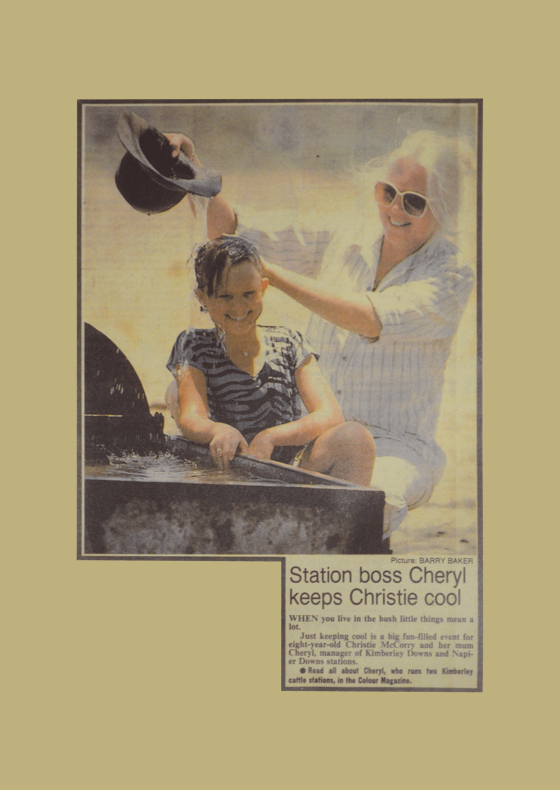 Picture: BARRY BAKER
Station boss Cheryl
keeps Christie cool
WHEN you live in the bush little things mean a
lot.
Just keeping cool is a big fun-filled event for
eight-year-old Christie McCorry and her mum
Cheryl, manager of Kimberley Downs and Napi-
er Downs stations.
● Read all about Cheryl, who runs two Kimberley
cattle stations, in the Colour Magazine.